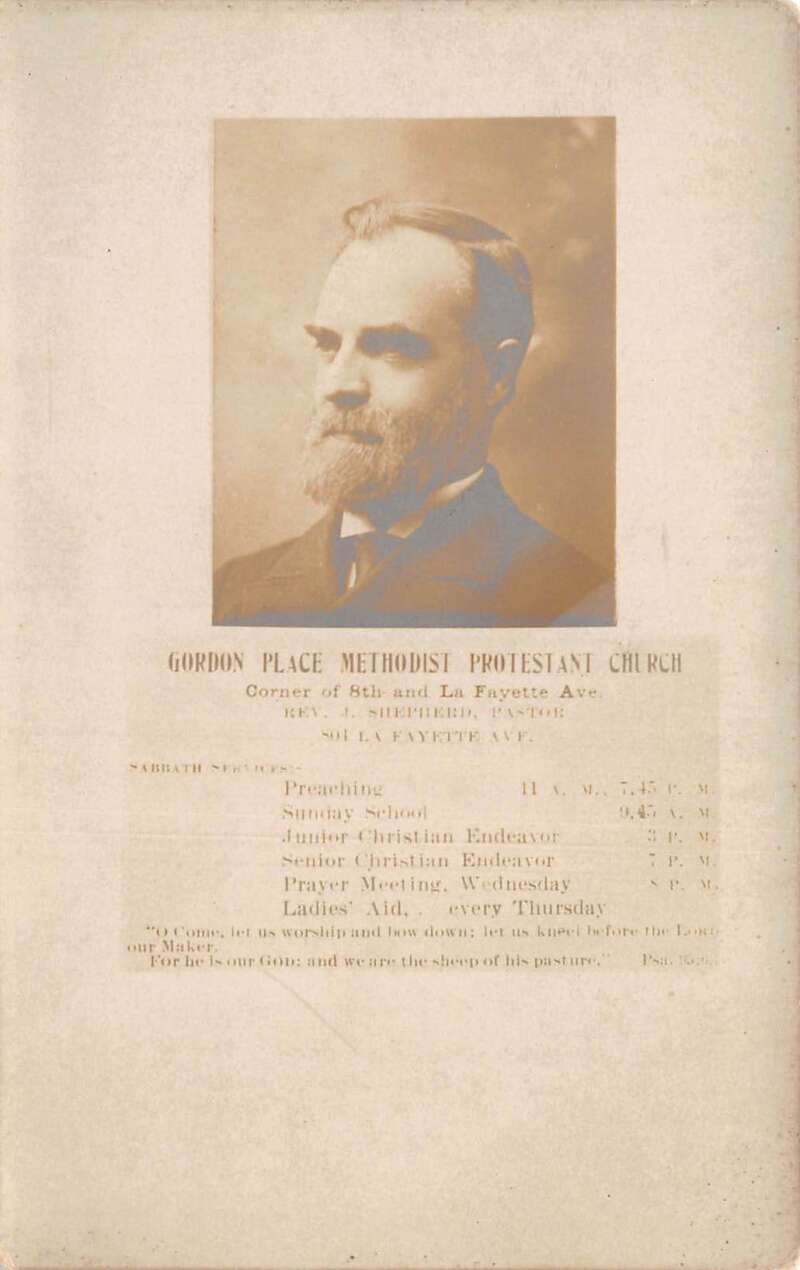 GORDON PLACE METHODIST PROTESTANT CHURCH
Corner of 8th and La Fayette Ave.
REV. J. SHEPHERD, PASTOR
801 LA FAYETTE AVE.
SABBATH SERVICES:-
Preaching 11 A. M., 7.45 P. M.
Sunday School 9.45 A. M.
Junior Christian Endeavor 3 P. M.
Senior Christian Endeavor 7 P. M.
Prayer Meeting, Wednesday 8 P. M.
Ladies' Aid, . every Thursday
"O Come, let us worship and bow down; let us kneel before the LORD
our Maker.
For he is our GOD; and we are the sheep of his pasture." Psa.